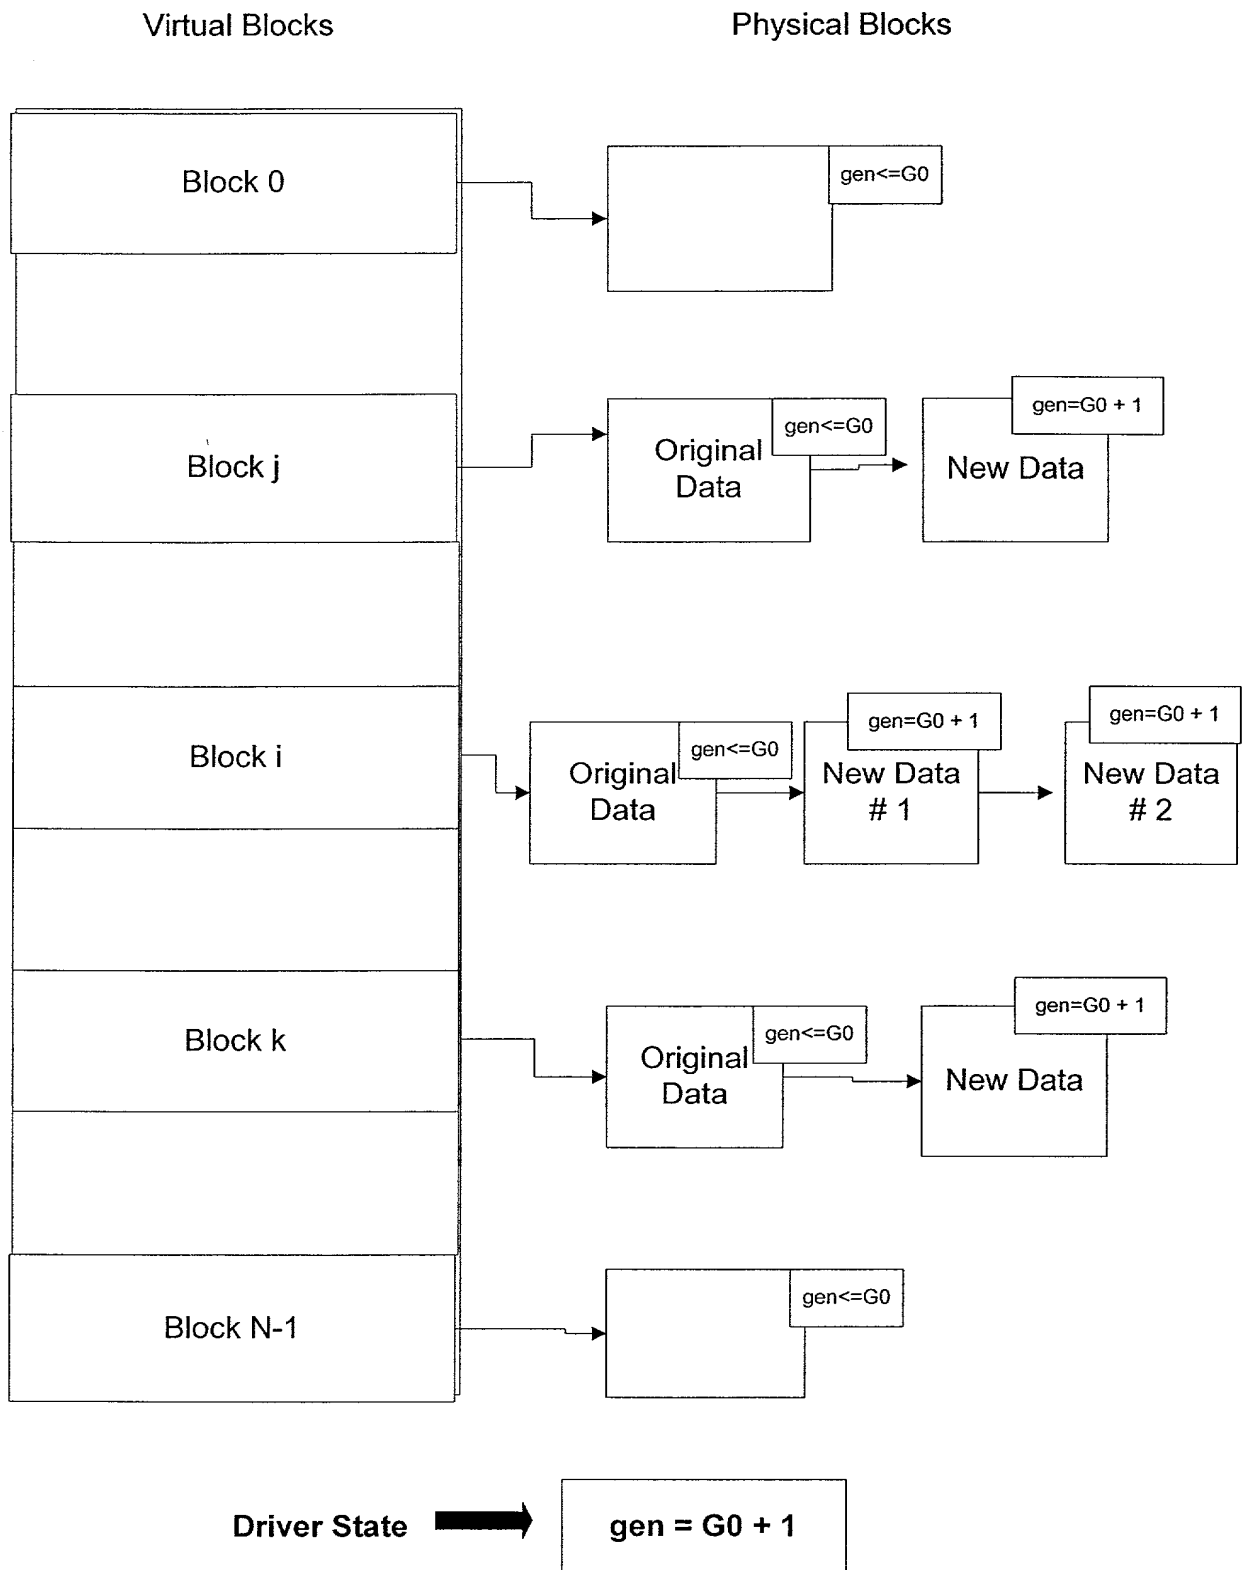 Virtual Blocks
Physical Blocks
Block 0
gen<=G0
Block j
Original
Data
gen<=G0
New Data
gen=G0 + 1
Block i
Original
Data
gen<=G0
New Data
# 1
gen=G0 + 1
New Data
# 2
gen=G0 + 1
Block k
Original
Data
gen<=G0
New Data
gen=G0 + 1
Block N-1
gen<=G0
Driver State
gen = G0 + 1